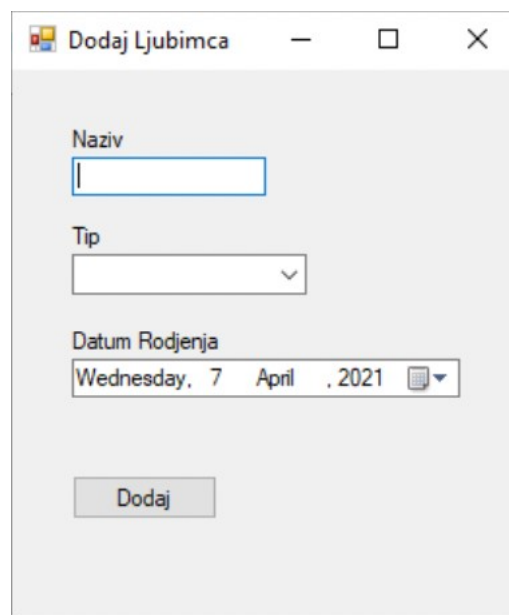 Dodaj Ljubimca
Naziv
Tip
Datum Rodjenja
Wednesday, 7 April , 2021
Dodaj